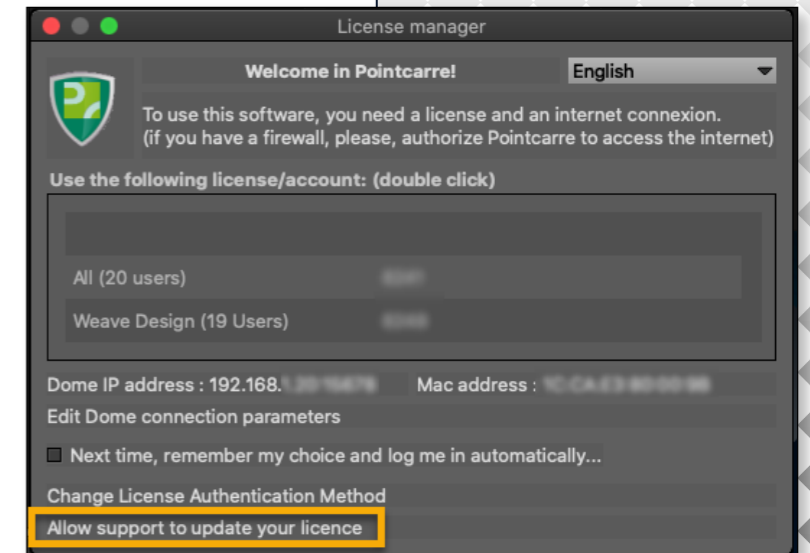 License manager
Welcome in Pointcarre!
English
To use this software, you need a license and an internet connexion.
(if you have a firewall, please, authorize Pointcarre to access the internet)
Use the following license/account: (double click)
All (20 users)
Weave Design (19 Users)
Dome IP address : 192.168.
Mac address :
Edit Dome connection parameters
Next time, remember my choice and log me in automatically...
Change License Authentication Method
Allow support to update your licence